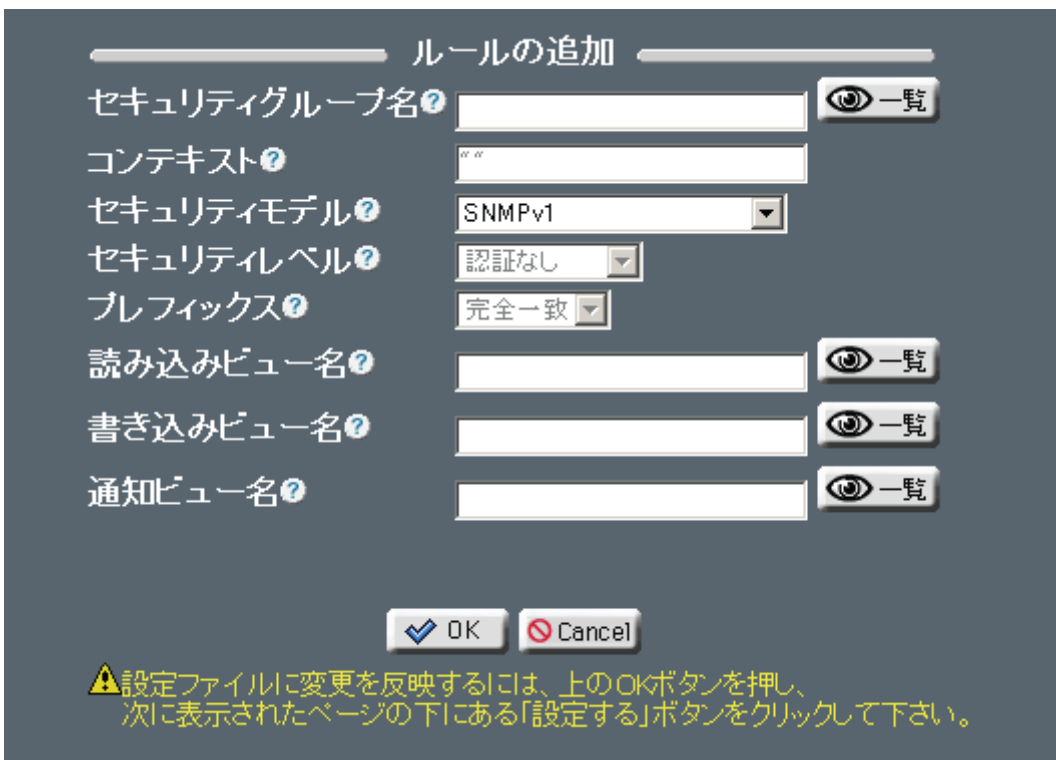 ルールの追加
セキュリティグループ名? 一覧
コンテキスト? " "
セキュリティモデル? SNMPv1
セキュリティレベル? 認証なし
プレフィックス? 完全一致
読み込みビュー名? 一覧
書き込みビュー名? 一覧
通知ビュー名? 一覧
OK Cancel
設定ファイルに変更を反映するには、上のOKボタンを押し、
次に表示されたページの下にある「設定する」ボタンをクリックして下さい。